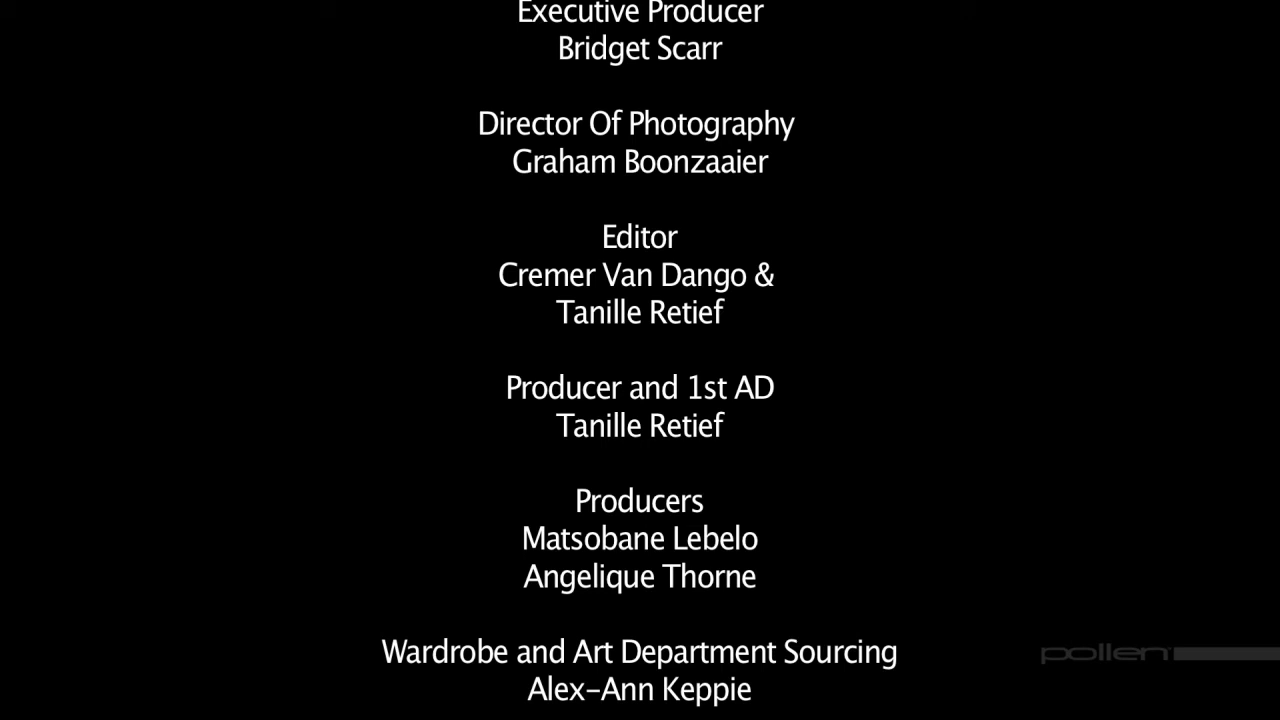 Executive Producer
Bridget Scarr
Director Of Photography
Graham Boonzaaier
Editor
Cremer Van Dango &
Tanille Retief
Producer and 1st AD
Tanille Retief
Producers
Matsobane Lebelo
Angelique Thorne
Wardrobe and Art Department Sourcing
Alex-Ann Keppie
pollen